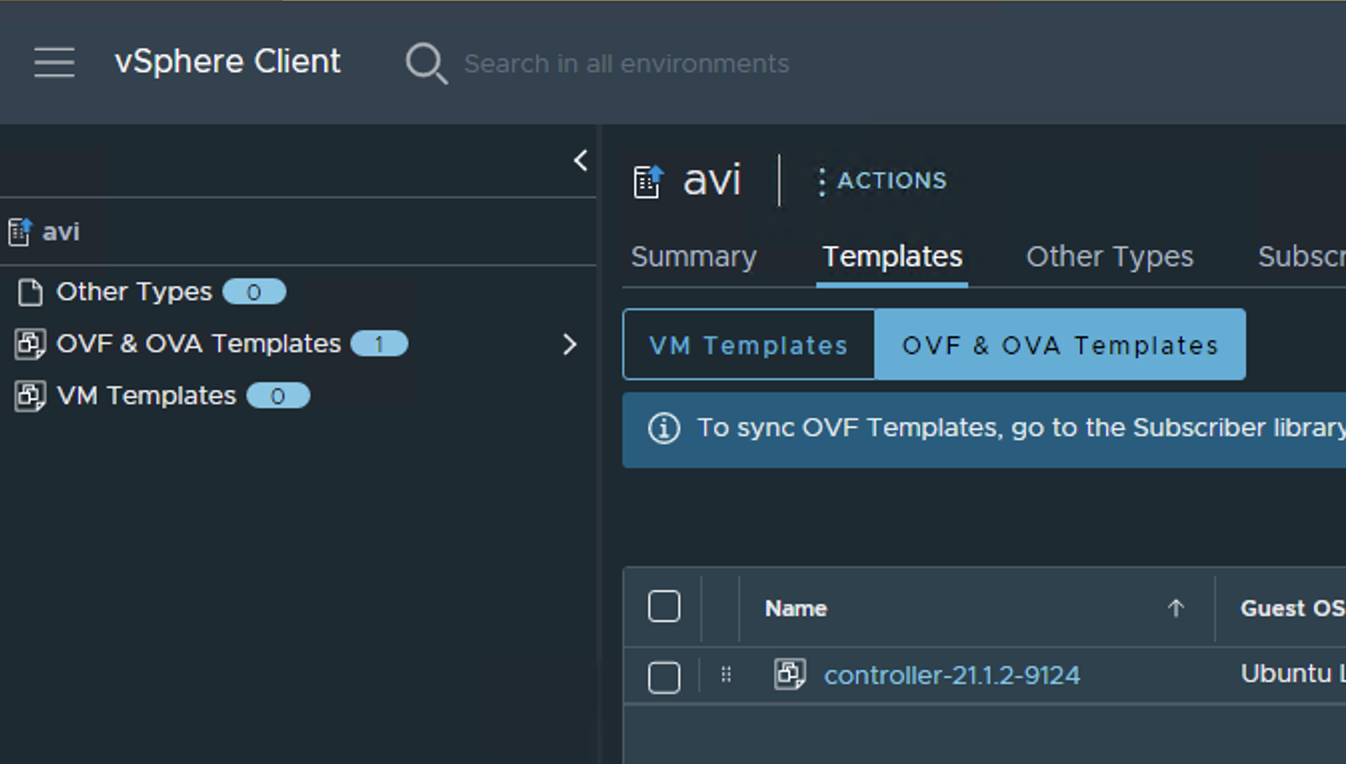 vSphere Client
Search in all environments
avi
ACTIONS
avi
Summary
Templates
Other Types
Subscr
Other Types 0
OVF & OVA Templates 1
VM Templates 0
VM Templates
OVF & OVA Templates
To sync OVF Templates, go to the Subscriber library
Name
Guest OS
controller-21.1.2-9124
Ubuntu L